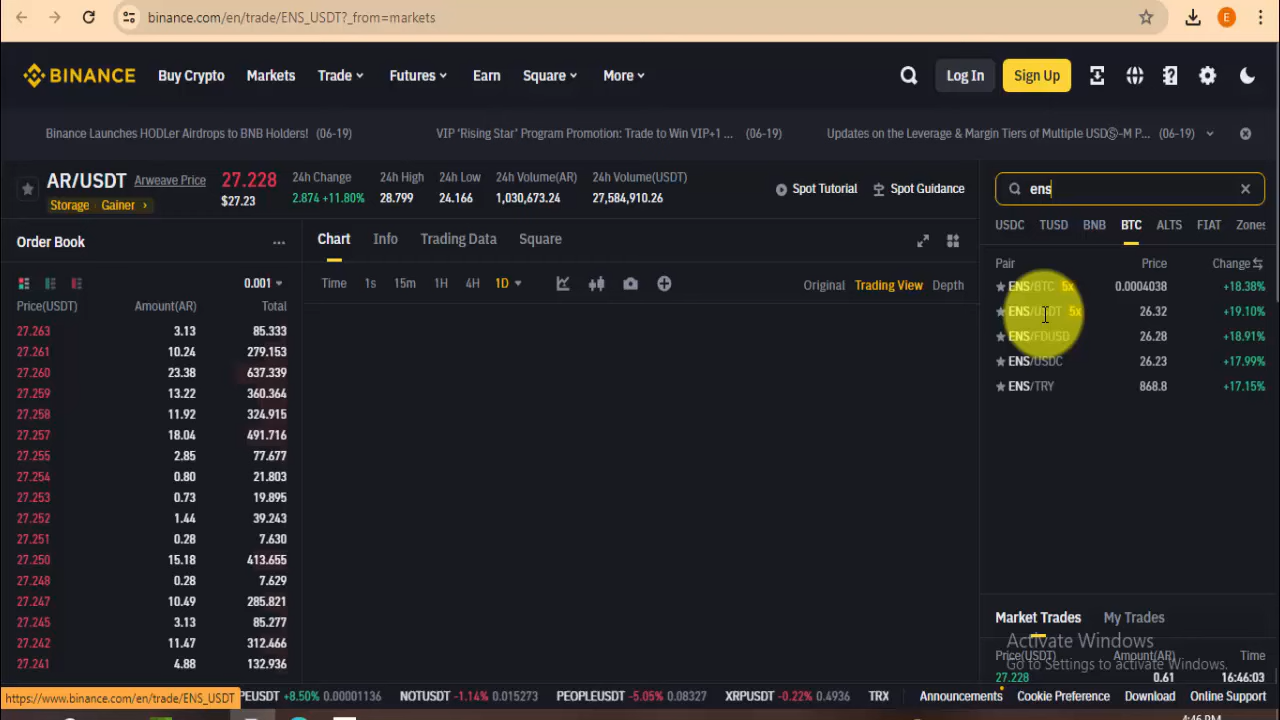 binance.com/en/trade/ENS_USDT?_from=markets
E
BINANCE Buy Crypto Markets Trade Futures Earn Square More Log In Sign Up
Binance Launches HODLer Airdrops to BNB Holders! (06-19) VIP 'Rising Star' Program Promotion: Trade to Win VIP+1 ... (06-19) Updates on the Leverage & Margin Tiers of Multiple USDⓈ-M P... (06-19)
AR/USDT Arweave Price 27.228 $27.23
Storage Gainer
24h Change 2.874 +11.80%
24h High 28.799
24h Low 24.166
24h Volume(AR) 1,030,673.24
24h Volume(USDT) 27,584,910.26
Spot Tutorial Spot Guidance
ens
USDC TUSD BNB BTC ALTS FIAT Zones
Pair Price Change
ENS/BTC 5x 0.0004038 +18.38%
ENS/USDT 5x 26.32 +19.10%
ENS/FDUSD 26.28 +18.91%
ENS/USDC 26.23 +17.99%
ENS/TRY 868.8 +17.15%
Order Book ...
0.001
Price(USDT) Amount(AR) Total
27.263 3.13 85.333
27.261 10.24 279.153
27.260 23.38 637.339
27.259 13.22 360.364
27.258 11.92 324.915
27.257 18.04 491.716
27.255 2.85 77.677
27.254 0.80 21.803
27.253 0.73 19.895
27.252 1.44 39.243
27.251 0.28 7.630
27.250 15.18 413.655
27.248 0.28 7.629
27.247 10.49 285.821
27.245 3.13 85.277
27.242 11.47 312.466
27.241 4.88 132.936
Chart Info Trading Data Square
Time 1s 15m 1H 4H 1D
Original Trading View Depth
Market Trades My Trades
Price(USDT) Amount(AR) Time
27.228 0.61 16:46:03
Activate Windows
Go to Settings to activate Windows.
https://www.binance.com/en/trade/ENS_USDT
PEUSDT +8.50% 0.00001136 NOTUSDT -1.14% 0.015273 PEOPLEUSDT -5.05% 0.08327 XRPUSDT -0.22% 0.4936 TRX
Announcements Cookie Preference Download Online Support
4:46 PM